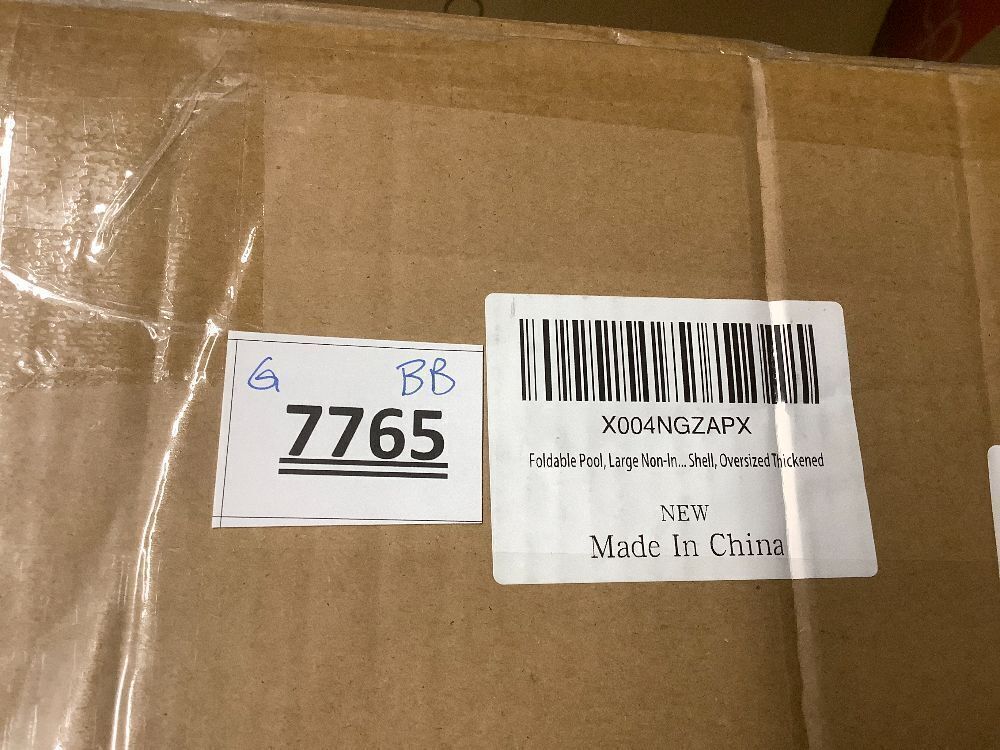 G BB
7765
X004NGZAPX
Foldable Pool, Large Non-In... Shell, Oversized Thickened
NEW
Made In China